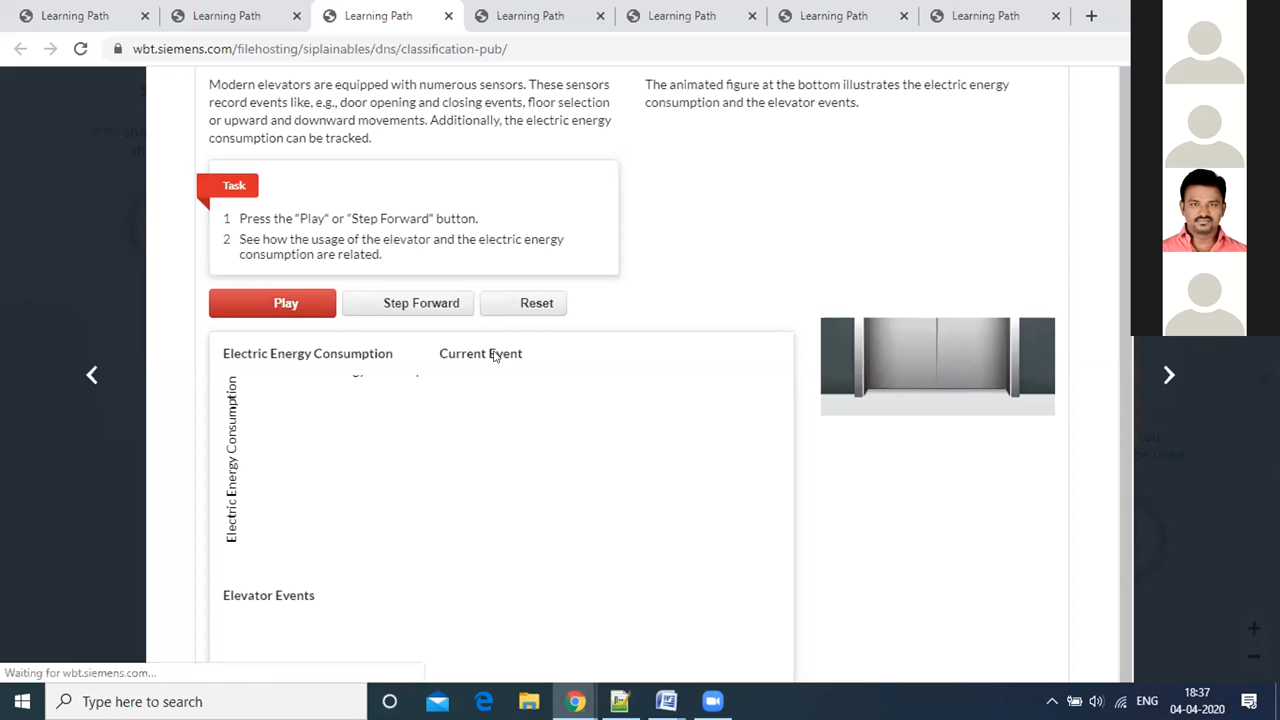 Learning Path
Learning Path
Learning Path
Learning Path
Learning Path
Learning Path
Learning Path
wbt.siemens.com/filehosting/siplainables/dns/classification-pub/
Modern elevators are equipped with numerous sensors. These sensors
record events like, e.g., door opening and closing events, floor selection
or upward and downward movements. Additionally, the electric energy
consumption can be tracked.
The animated figure at the bottom illustrates the electric energy
consumption and the elevator events.
Task
1 Press the "Play" or "Step Forward" button.
2 See how the usage of the elevator and the electric energy
consumption are related.
Play
Step Forward
Reset
Electric Energy Consumption
Current Event
Electric Energy Consumption
Elevator Events
Waiting for wbt.siemens.com...
Type here to search
ENG
18:37
04-04-2020